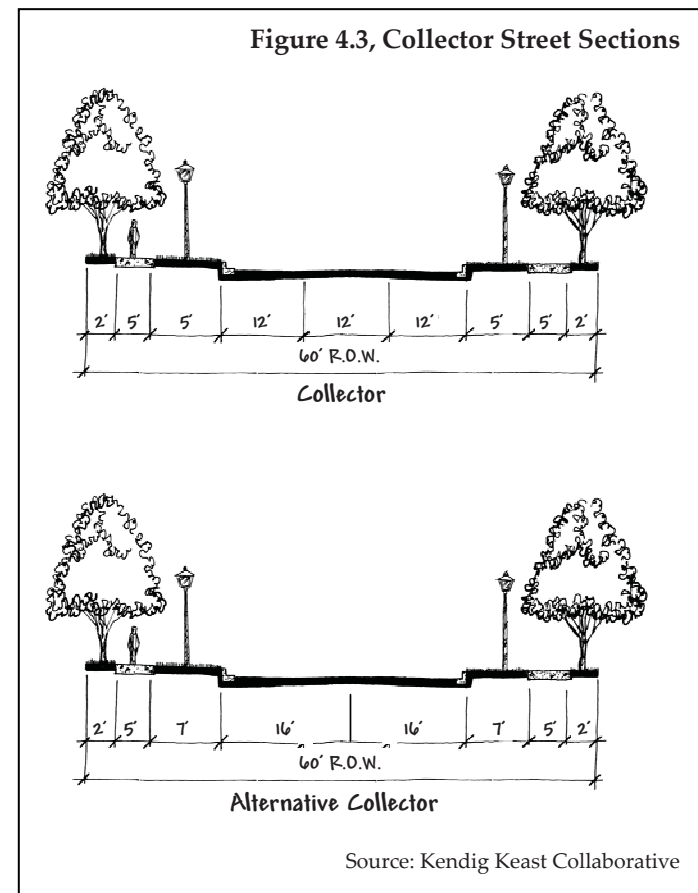 Figure 4.3, Collector Street Sections
2' 5' 5' 12' 12' 12' 5' 5' 2'
60' R.O.W.
Collector
2' 5' 7' 16' 16' 7' 5' 2'
60' R.O.W.
Alternative Collector
Source: Kendig Keast Collaborative